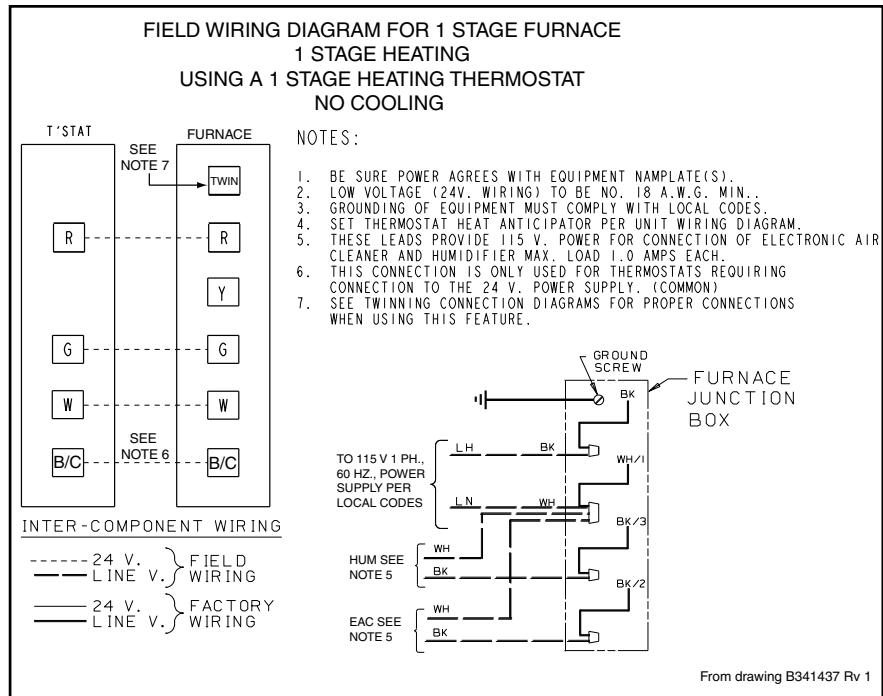 FIELD WIRING DIAGRAM FOR 1 STAGE FURNACE
1 STAGE HEATING
USING A 1 STAGE HEATING THERMOSTAT
NO COOLING
T'STAT
FURNACE
SEE
NOTE 7
TWIN
R
R
Y
G
G
W
W
SEE
NOTE 6
B/C
B/C
INTER-COMPONENT WIRING
24 V.
LINE V.
FIELD
WIRING
24 V.
LINE V.
FACTORY
WIRING
NOTES:
1. BE SURE POWER AGREES WITH EQUIPMENT NAMPLATE(S).
2. LOW VOLTAGE (24V. WIRING) TO BE NO. 18 A.W.G. MIN..
3. GROUNDING OF EQUIPMENT MUST COMPLY WITH LOCAL CODES.
4. SET THERMOSTAT HEAT ANTICIPATOR PER UNIT WIRING DIAGRAM.
5. THESE LEADS PROVIDE 115 V. POWER FOR CONNECTION OF ELECTRONIC AIR
CLEANER AND HUMIDIFIER MAX. LOAD 1.0 AMPS EACH.
6. THIS CONNECTION IS ONLY USED FOR THERMOSTATS REQUIRING
CONNECTION TO THE 24 V. POWER SUPPLY. (COMMON)
7. SEE TWINNING CONNECTION DIAGRAMS FOR PROPER CONNECTIONS
WHEN USING THIS FEATURE.
GROUND
SCREW
FURNACE
JUNCTION
BOX
BK
TO 115 V 1 PH.,
60 HZ., POWER
SUPPLY PER
LOCAL CODES
LH
BK
WH/1
LN
WH
BK/3
HUM SEE
NOTE 5
WH
BK
BK/2
EAC SEE
NOTE 5
WH
BK
From drawing B341437 Rv 1